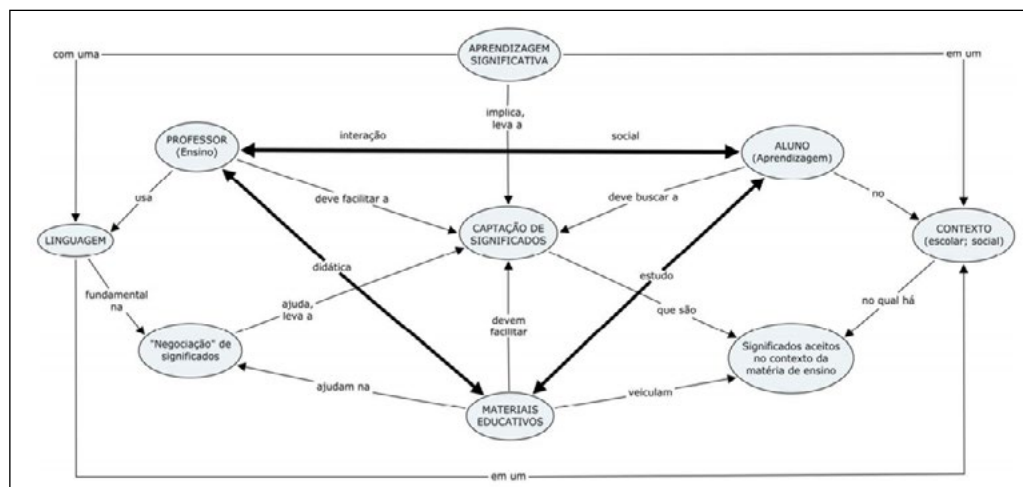 com uma
APRENDIZAGEM
SIGNIFICATIVA
em um
implica,
leva a
PROFESSOR
(Ensino)
interação
social
ALUNO
(Aprendizagem)
usa
deve facilitar a
deve buscar a
no
LINGUAGEM
CAPTAÇÃO DE
SIGNIFICADOS
CONTEXTO
(escolar; social)
didática
estudo
fundamental
na
ajuda,
leva a
devem
facilitar
que são
no qual há
"Negociação" de
significados
Significados aceitos
no contexto da
matéria de ensino
ajudam na
veiculam
MATERIAIS
EDUCATIVOS
em um